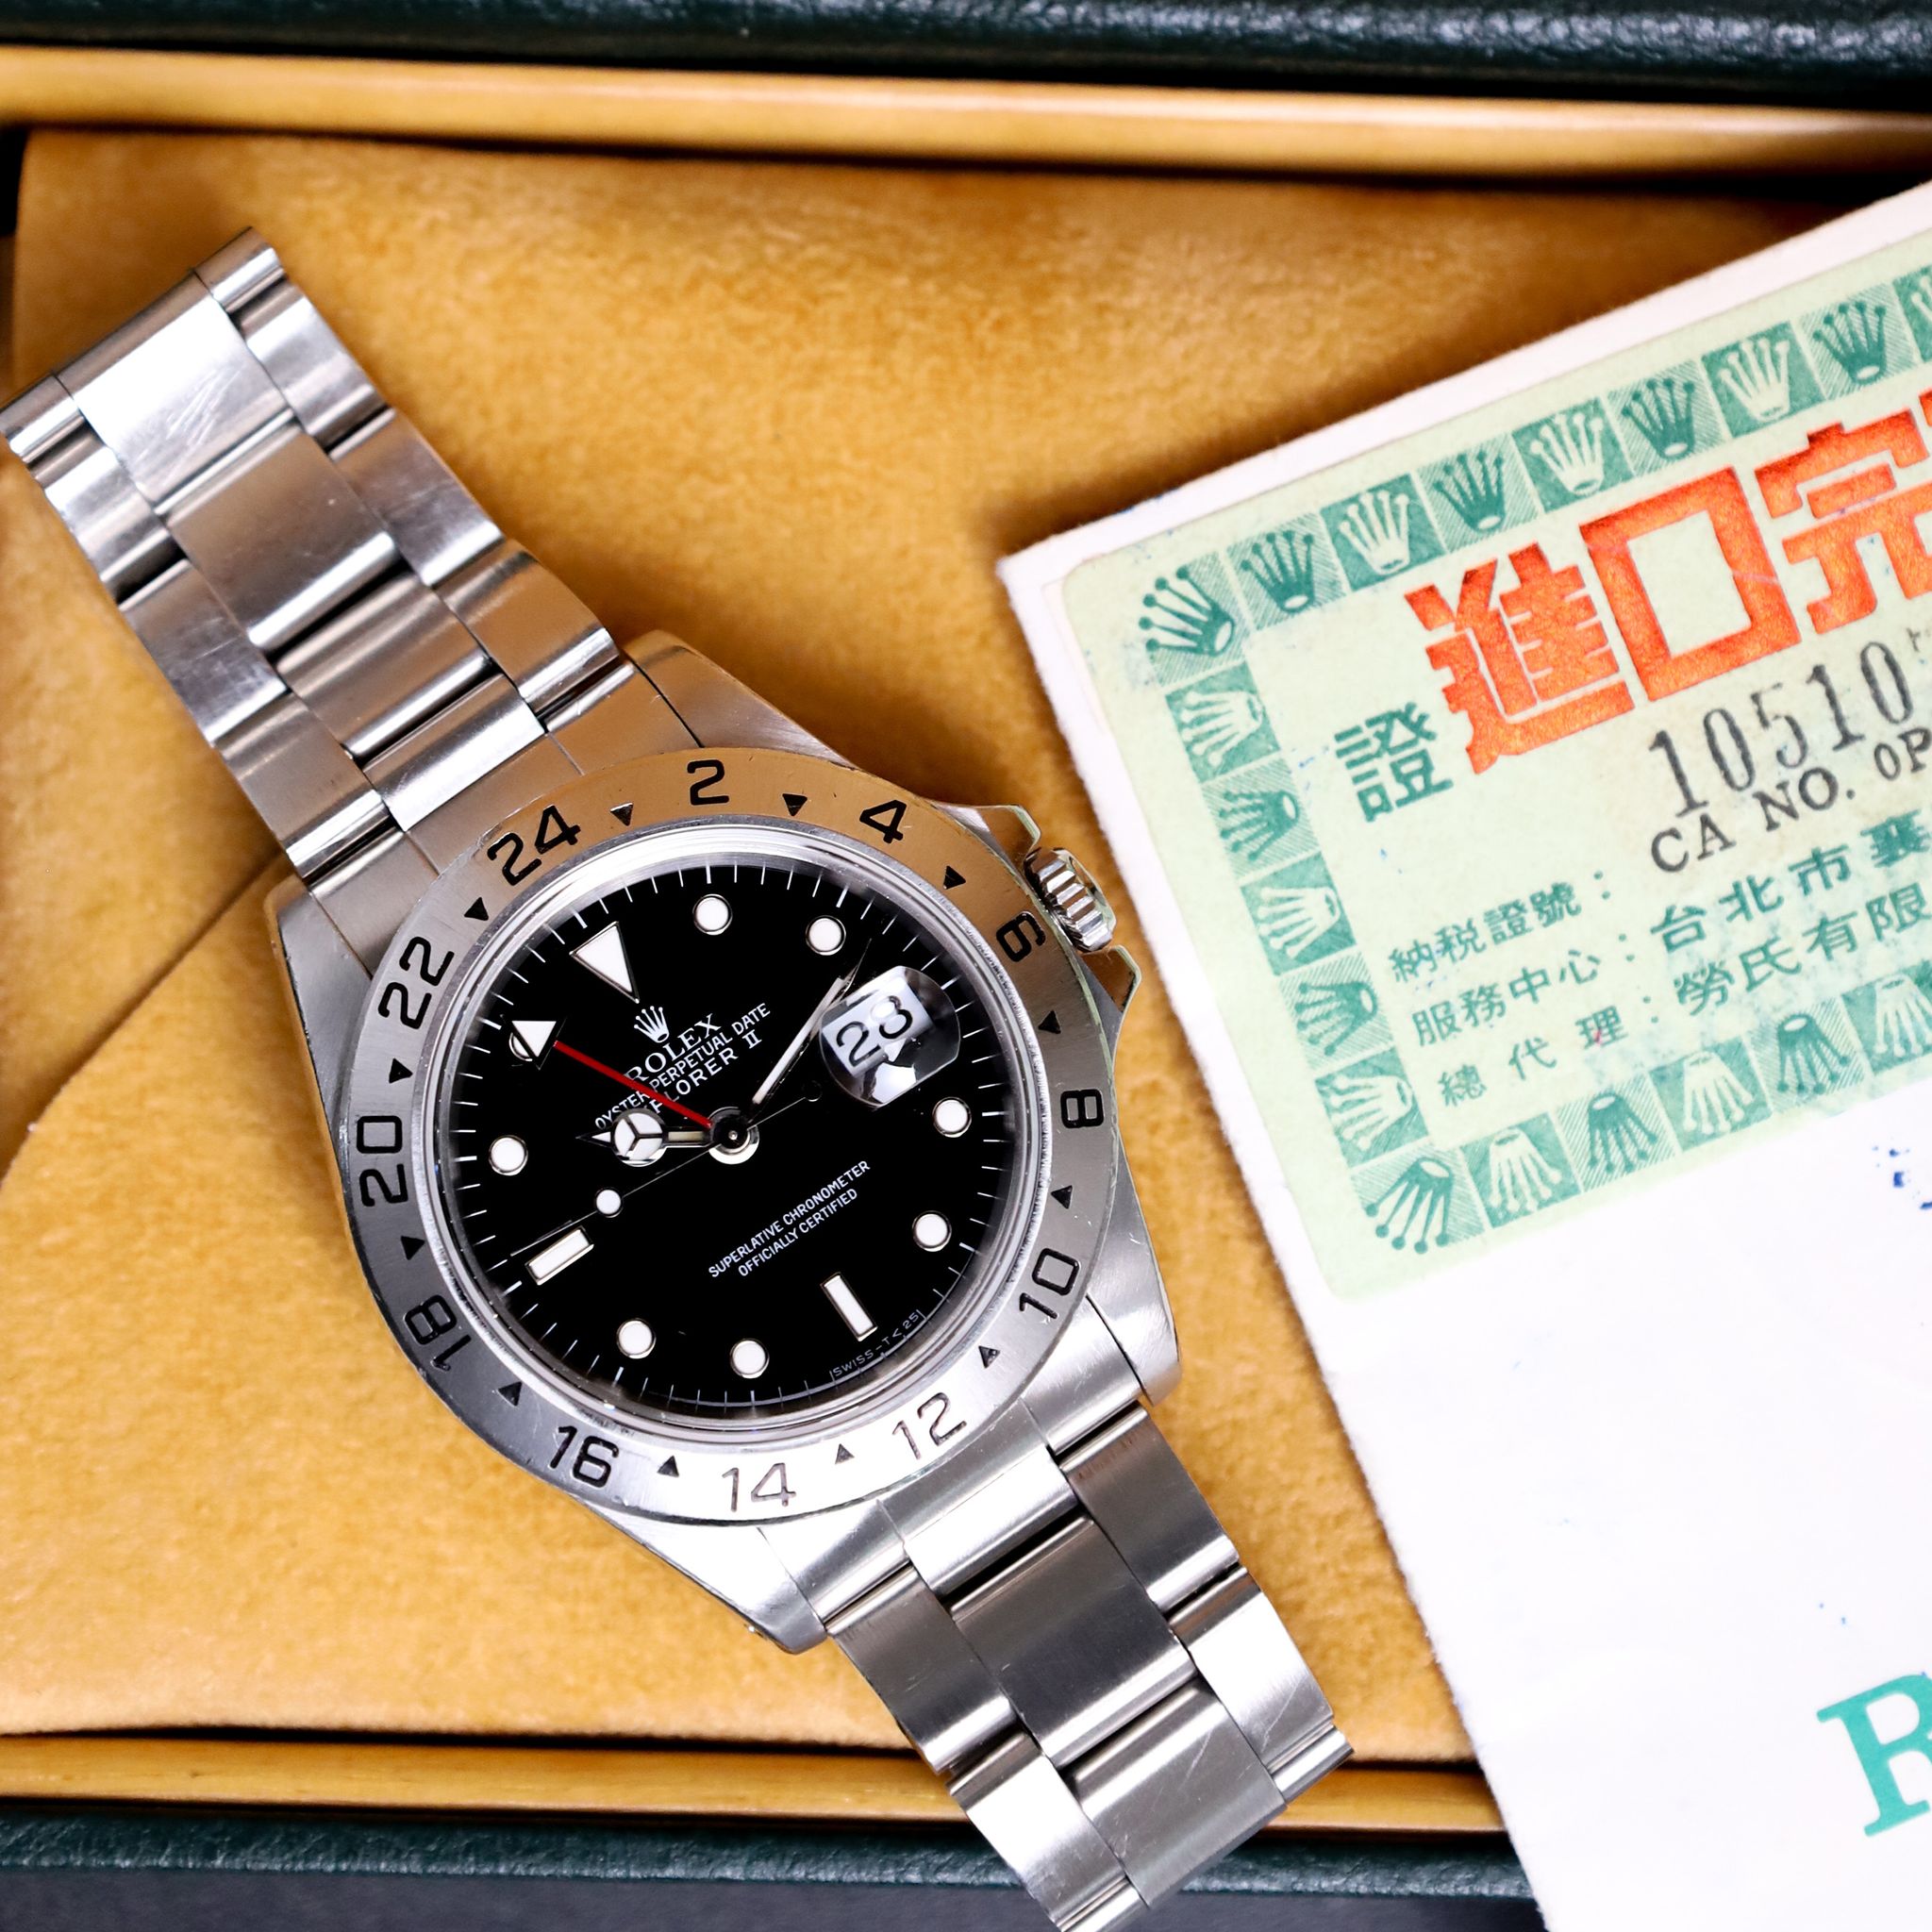 24
2
4
6
8
10
12
14
16
18
20
22
ROLEX
OYSTER PERPETUAL DATE
EXPLORER II
28
SUPERLATIVE CHRONOMETER
OFFICIALLY CERTIFIED
SWISS - T < 25
進口完
證
10510
CA NO. OP
納稅證號：
服務中心：台北市襄
總代理：勞氏有限
R